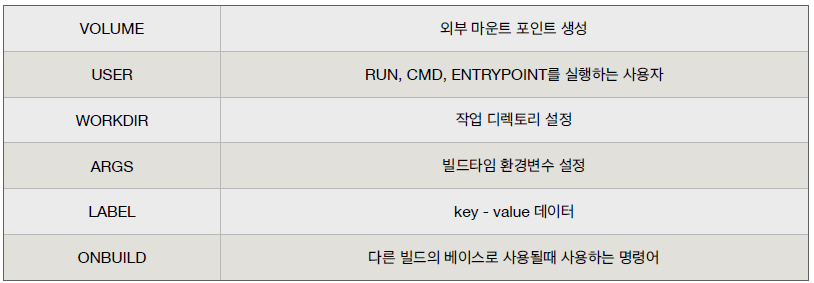 VOLUME 외부 마운트 포인트 생성
USER RUN, CMD, ENTRYPOINT를 실행하는 사용자
WORKDIR 작업 디렉토리 설정
ARGS 빌드타임 환경변수 설정
LABEL key - value 데이터
ONBUILD 다른 빌드의 베이스로 사용될때 사용하는 명령어